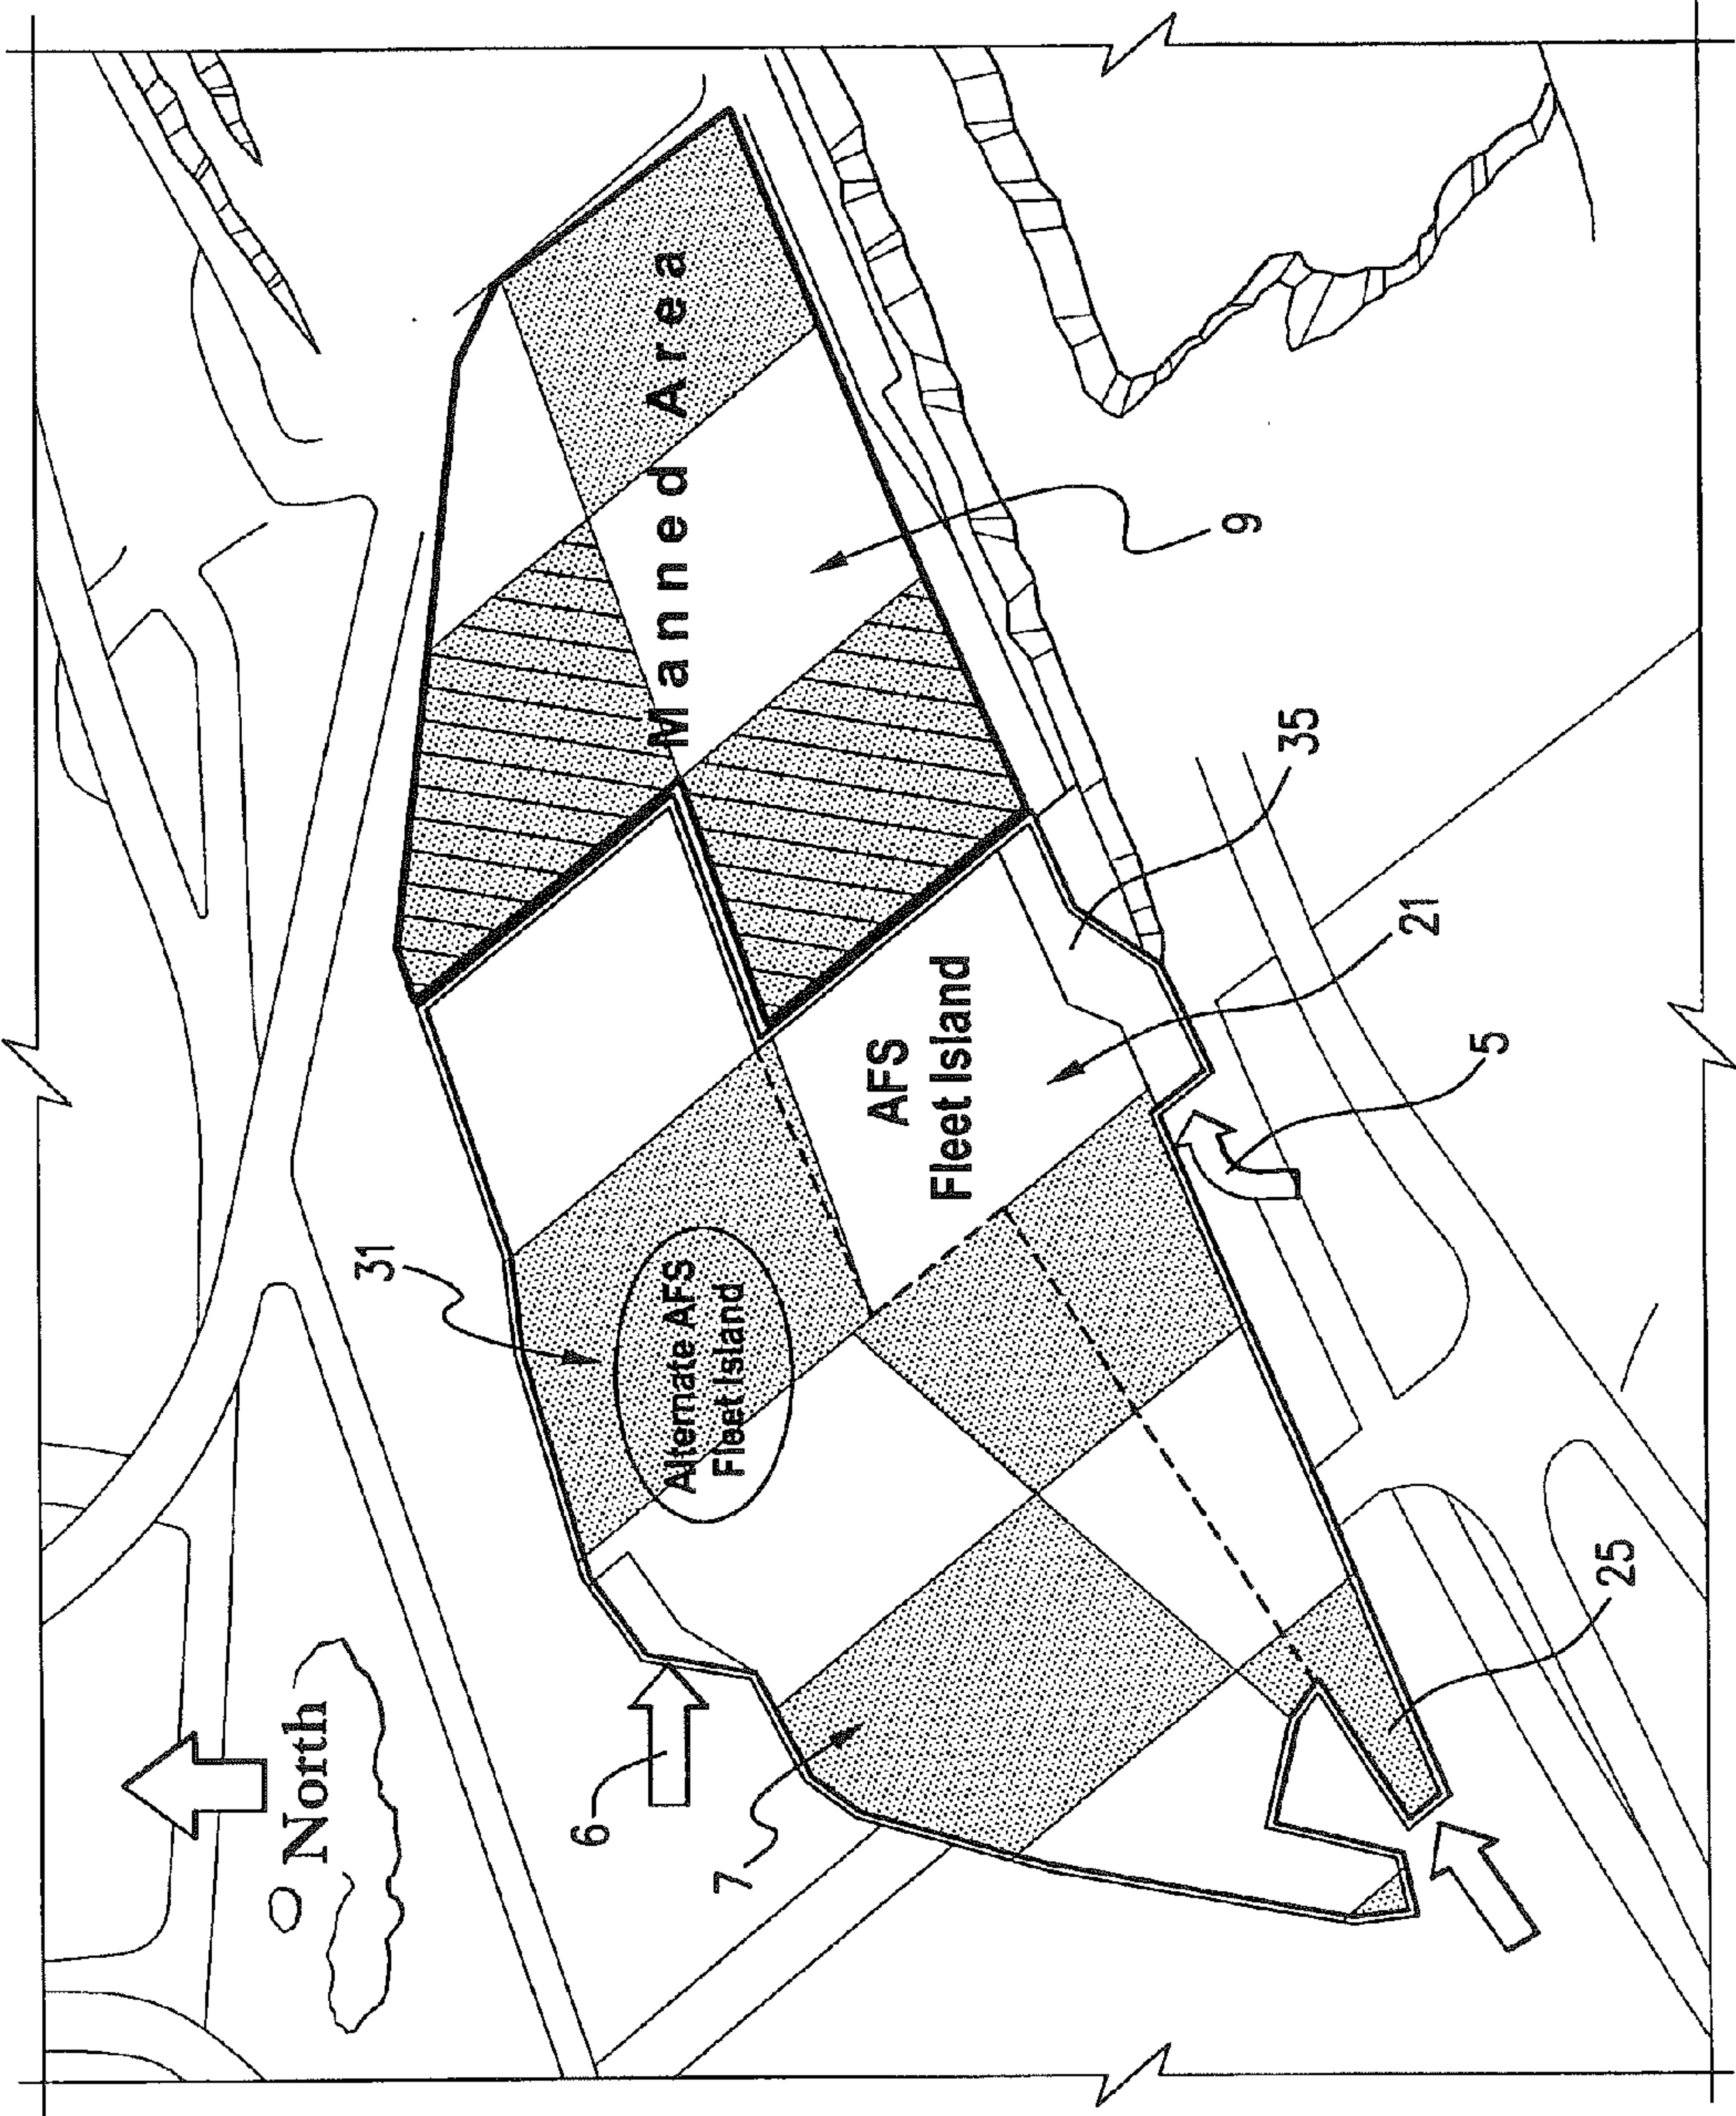 North
31
Alternate AFS
Fleet Island
AFS
Fleet Island
Manned Area
6
7
9
35
21
5
25